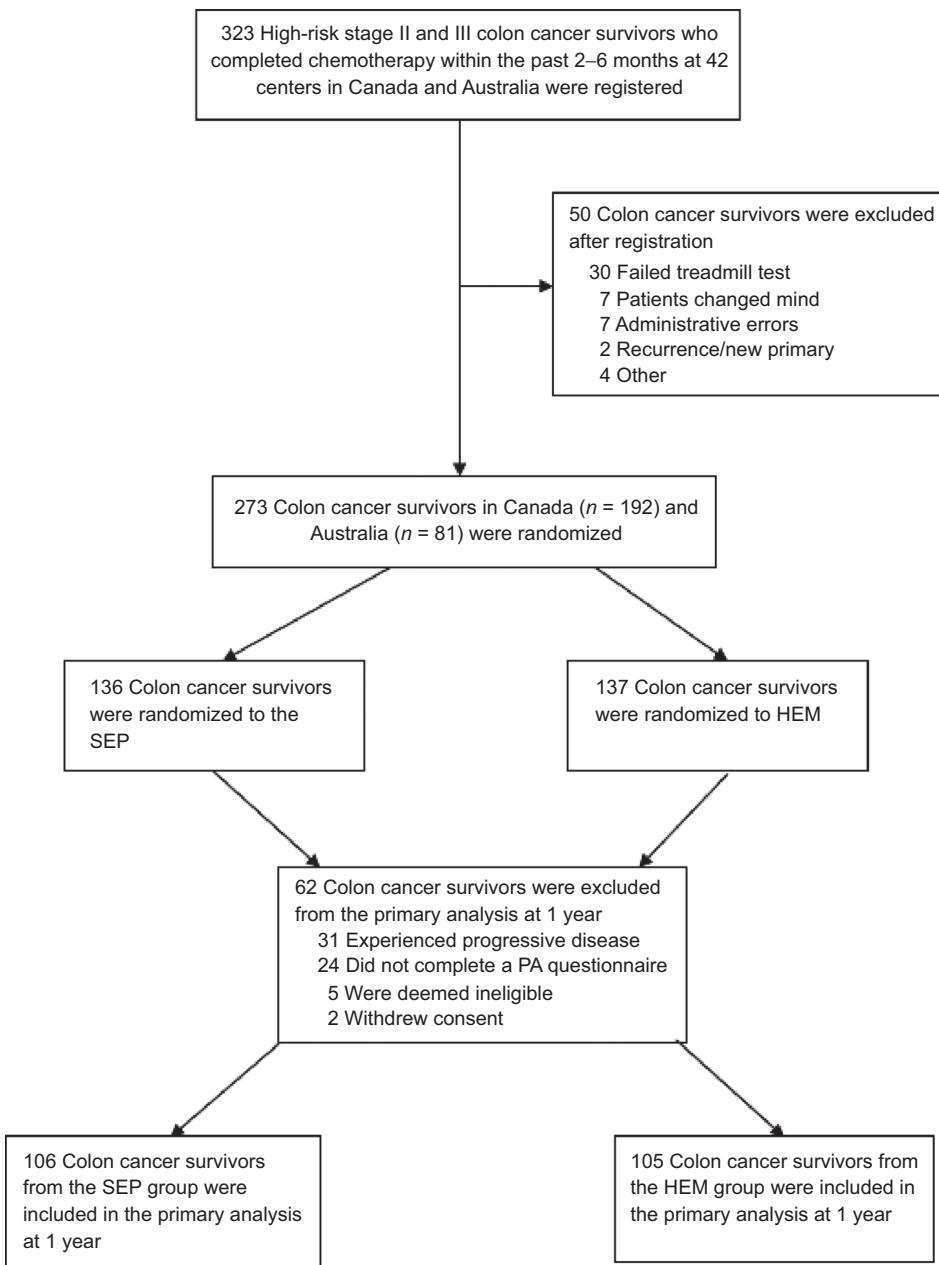 323 High-risk stage II and III colon cancer survivors who
completed chemotherapy within the past 2–6 months at 42
centers in Canada and Australia were registered
50 Colon cancer survivors were excluded
after registration
30 Failed treadmill test
7 Patients changed mind
7 Administrative errors
2 Recurrence/new primary
4 Other
273 Colon cancer survivors in Canada (n = 192) and
Australia (n = 81) were randomized
136 Colon cancer survivors
were randomized to the
SEP
137 Colon cancer survivors
were randomized to HEM
62 Colon cancer survivors were excluded
from the primary analysis at 1 year
31 Experienced progressive disease
24 Did not complete a PA questionnaire
5 Were deemed ineligible
2 Withdrew consent
106 Colon cancer survivors
from the SEP group were
included in the primary analysis
at 1 year
105 Colon cancer survivors from
the HEM group were included in
the primary analysis at 1 year